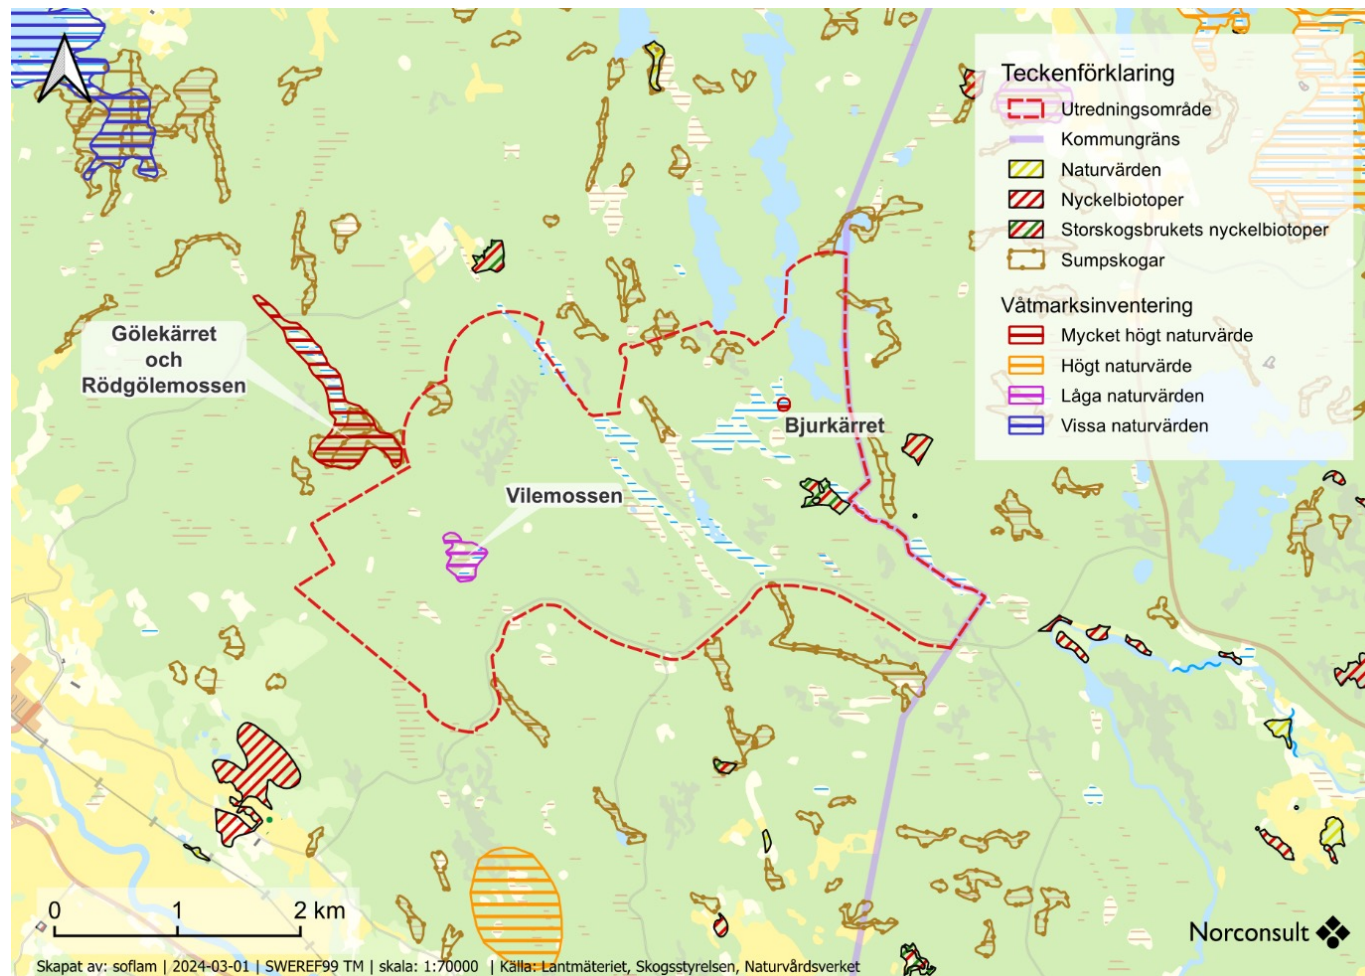 Teckenförklaring
Utredningsområde
Kommungräns
Naturvärden
Nyckelbiotoper
Storskogsbrukets nyckelbiotoper
Sumpskogar
Våtmarksinventering
Mycket högt naturvärde
Högt naturvärde
Låga naturvärden
Vissa naturvärden
Gölekärret
och
Rödgölemossen
Bjurkärret
Vilemossen
0 1 2 km
Norconsult
Skapat av: soflam | 2024-03-01 | SWEREF99 TM | skala: 1:70000 | Källa: Lantmäteriet, Skogsstyrelsen, Naturvårdsverket